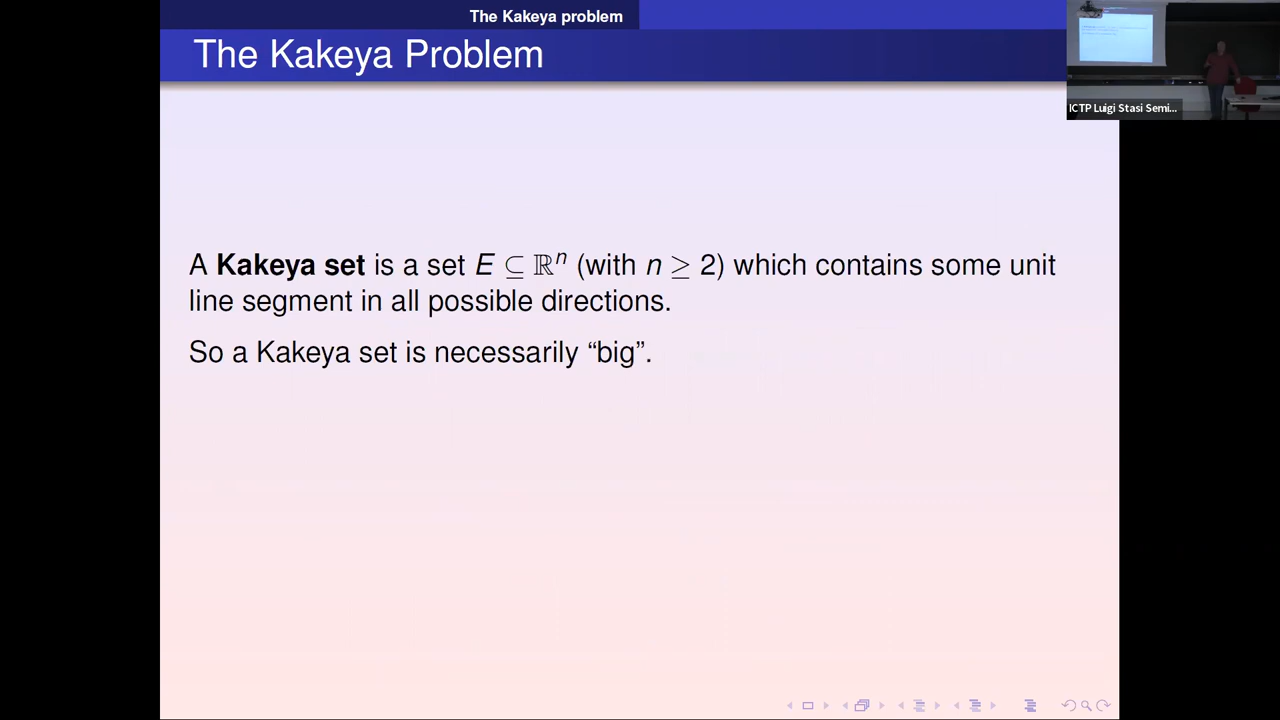 The Kakeya problem
The Kakeya Problem
ICTP Luigi Stasi Semi...
A Kakeya set is a set E ⊆ ℝⁿ (with n ≥ 2) which contains some unit
line segment in all possible directions.
So a Kakeya set is necessarily “big”.